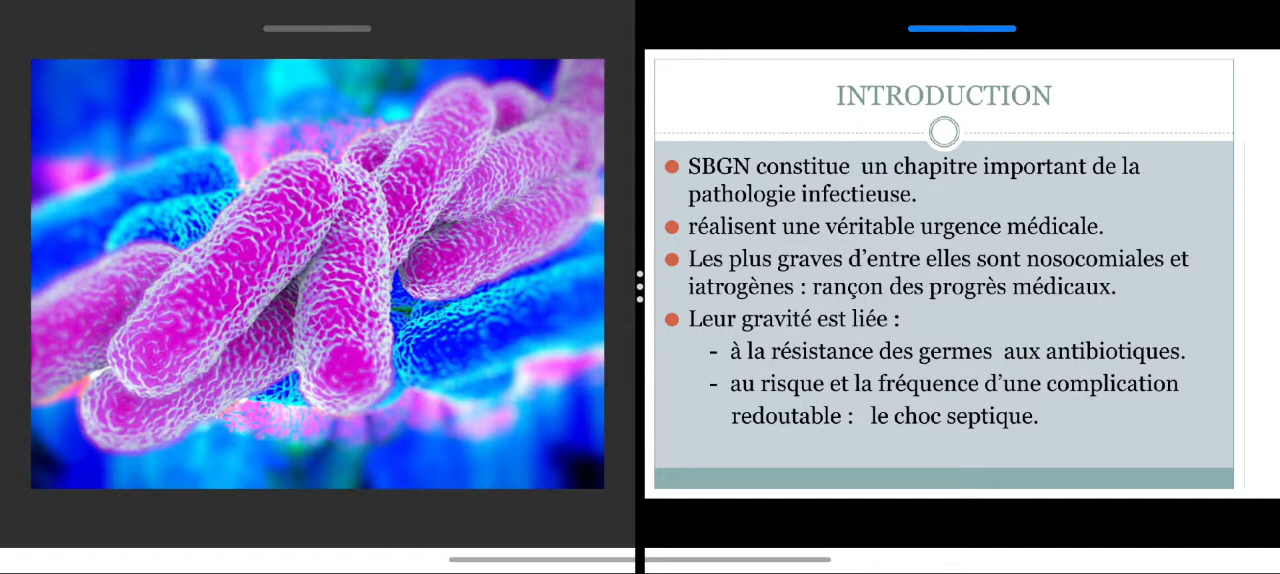 INTRODUCTION
SBGN constitue un chapitre important de la
pathologie infectieuse.
réalisent une véritable urgence médicale.
Les plus graves d’entre elles sont nosocomiales et
iatrogènes : rançon des progrès médicaux.
Leur gravité est liée :
- à la résistance des germes aux antibiotiques.
- au risque et la fréquence d’une complication
redoutable : le choc septique.